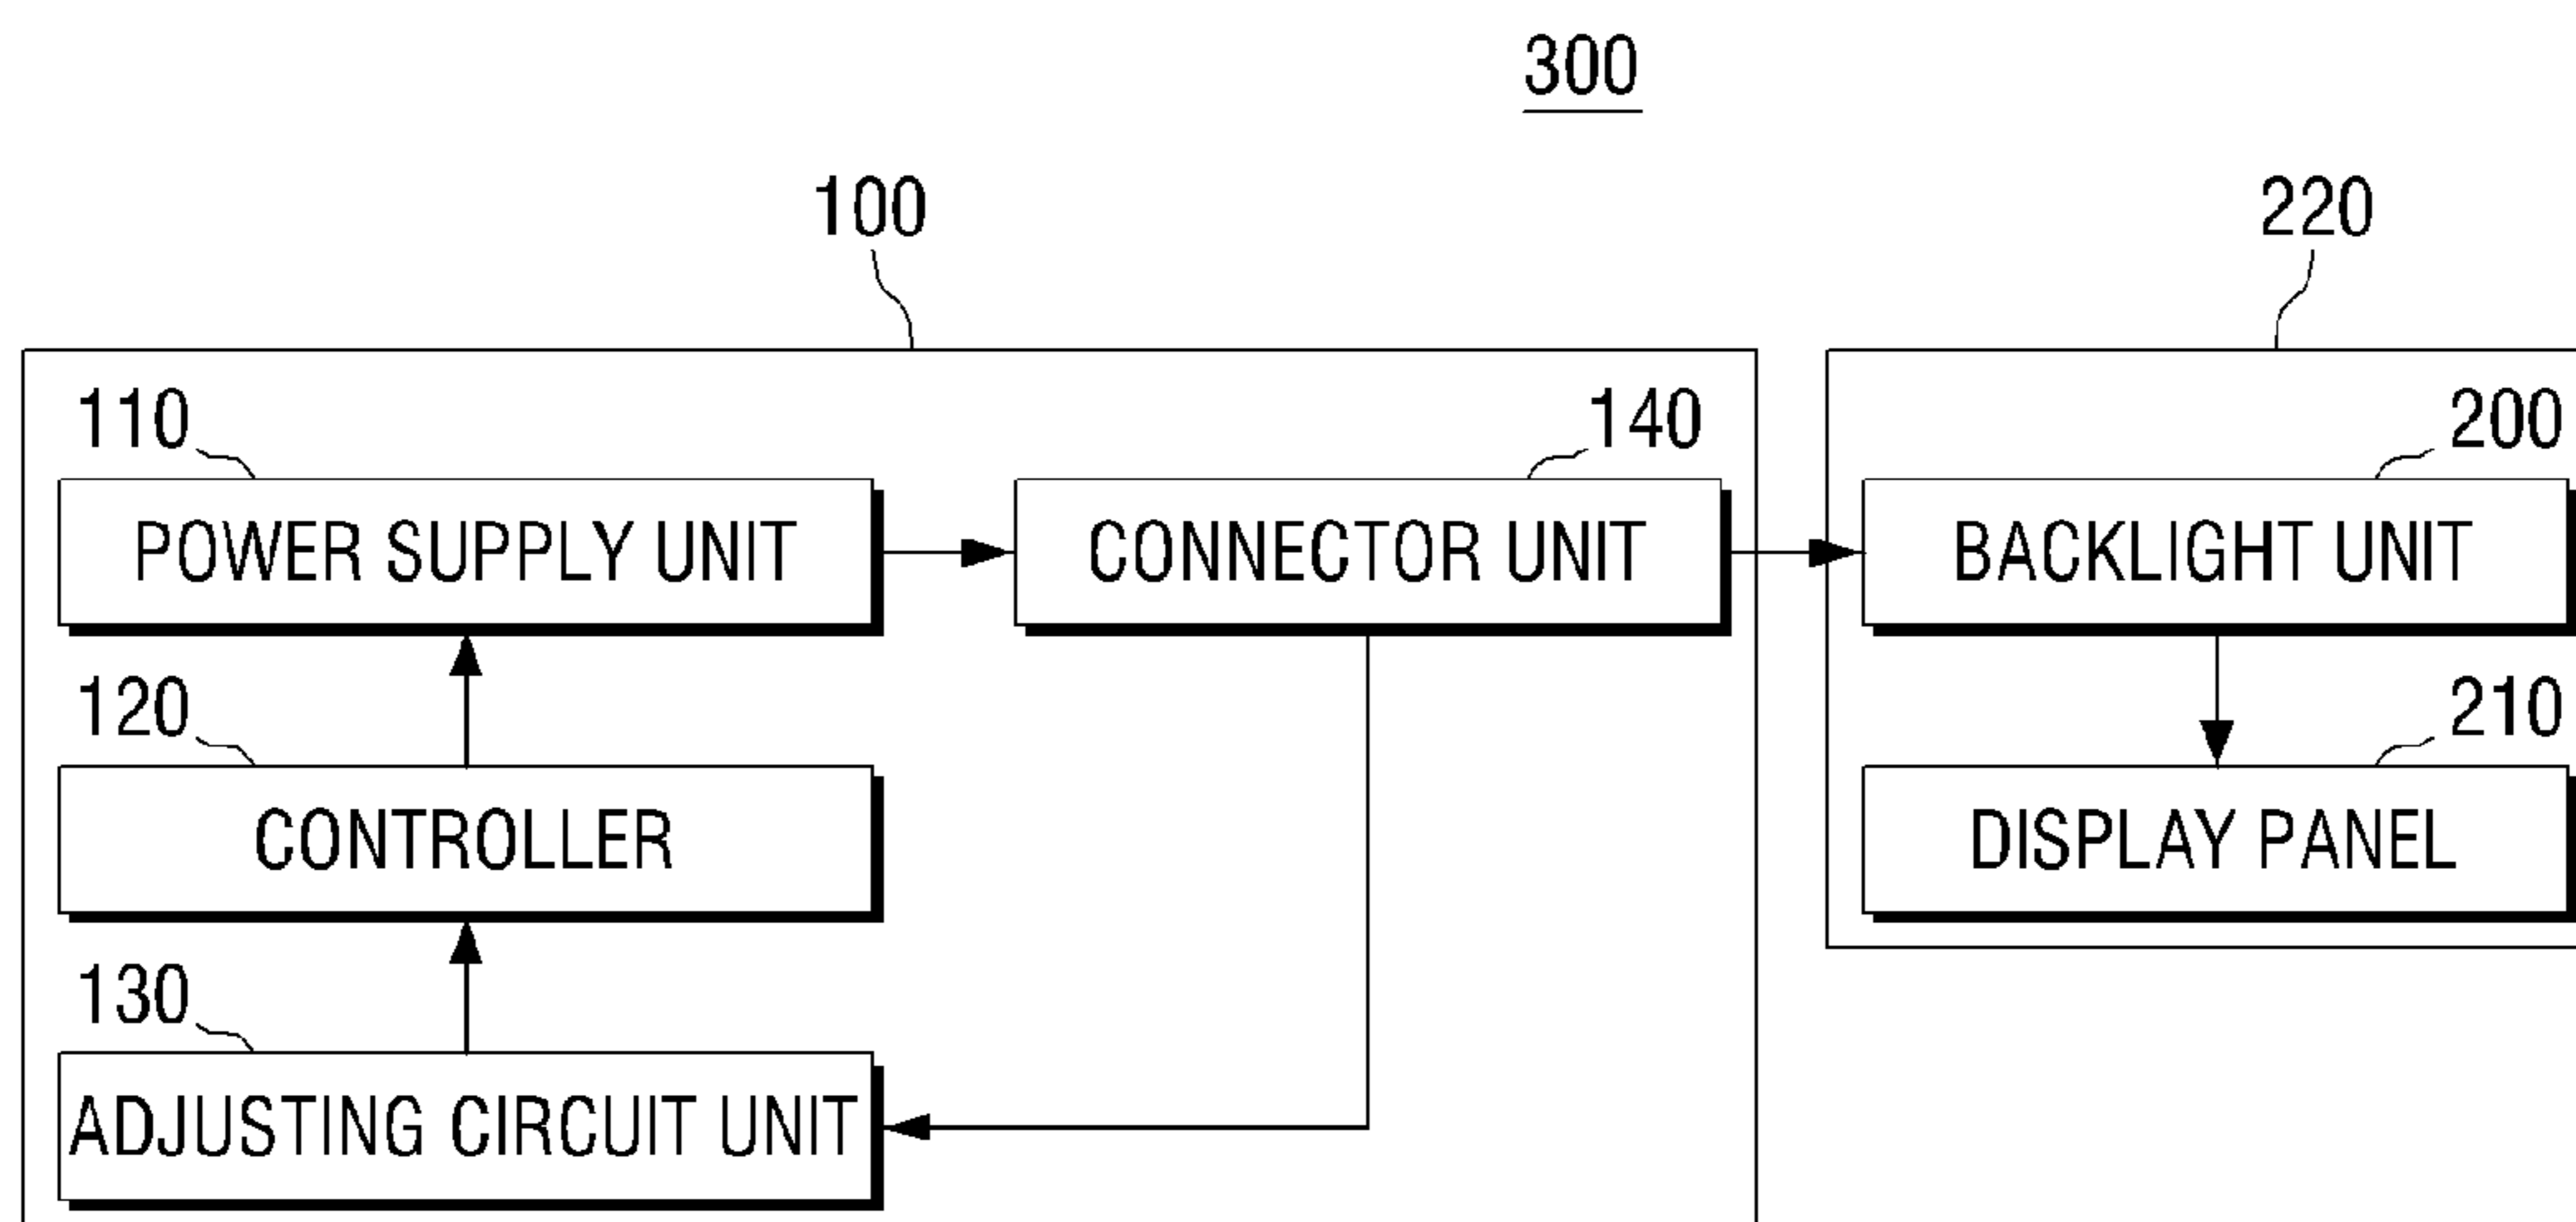 300
100
220
110
140
200
POWER SUPPLY UNIT
CONNECTOR UNIT
BACKLIGHT UNIT
120
210
CONTROLLER
DISPLAY PANEL
130
ADJUSTING CIRCUIT UNIT